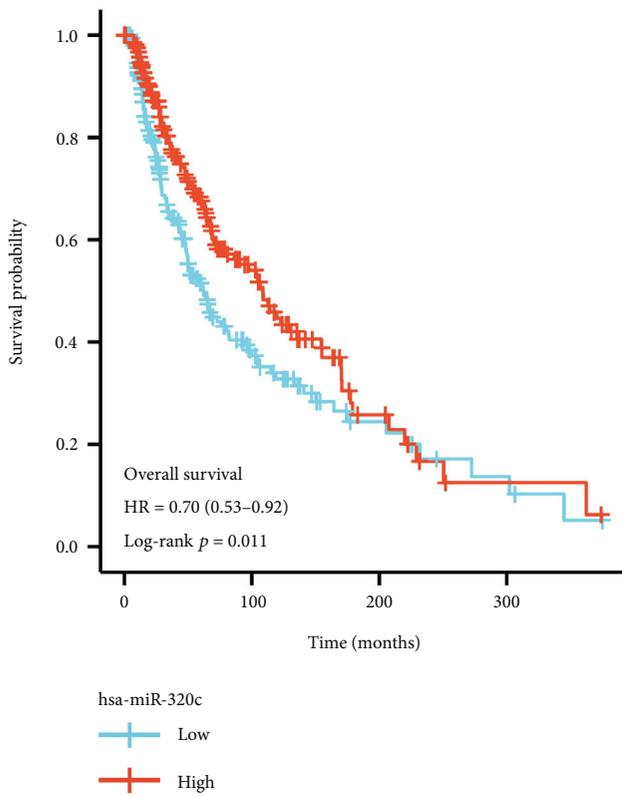 Survival probability
1.0
0.8
0.6
0.4
0.2
0.0
Overall survival
HR = 0.70 (0.53–0.92)
Log-rank p = 0.011
0 100 200 300
Time (months)
hsa-miR-320c
Low
High